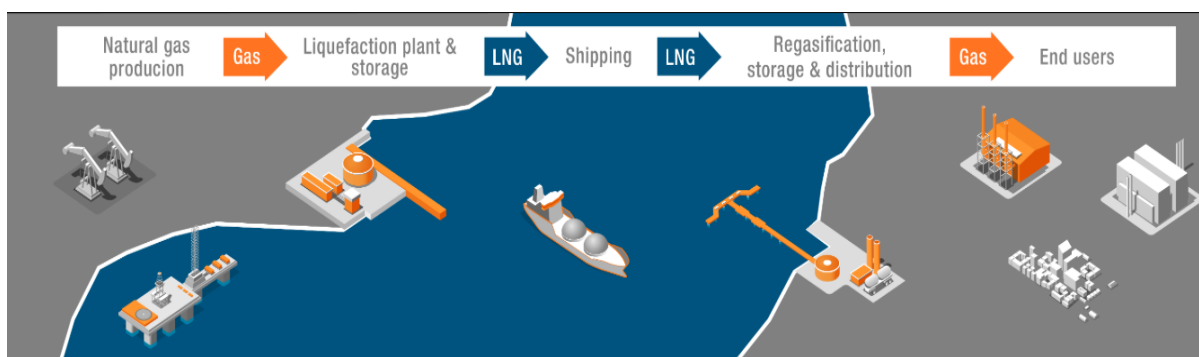 Natural gas
producion
Gas
Liquefaction plant &
storage
LNG
Shipping
LNG
Regasification,
storage & distribution
Gas
End users